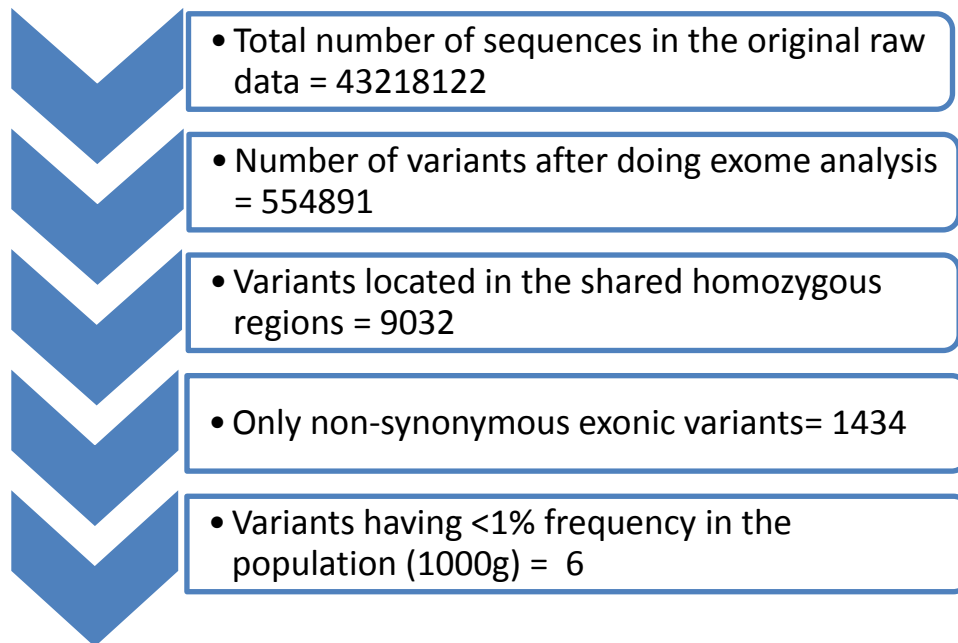 • Total number of sequences in the original raw
data = 43218122
• Number of variants after doing exome analysis
= 554891
• Variants located in the shared homozygous
regions = 9032
• Only non-synonymous exonic variants= 1434
• Variants having <1% frequency in the
population (1000g) =  6